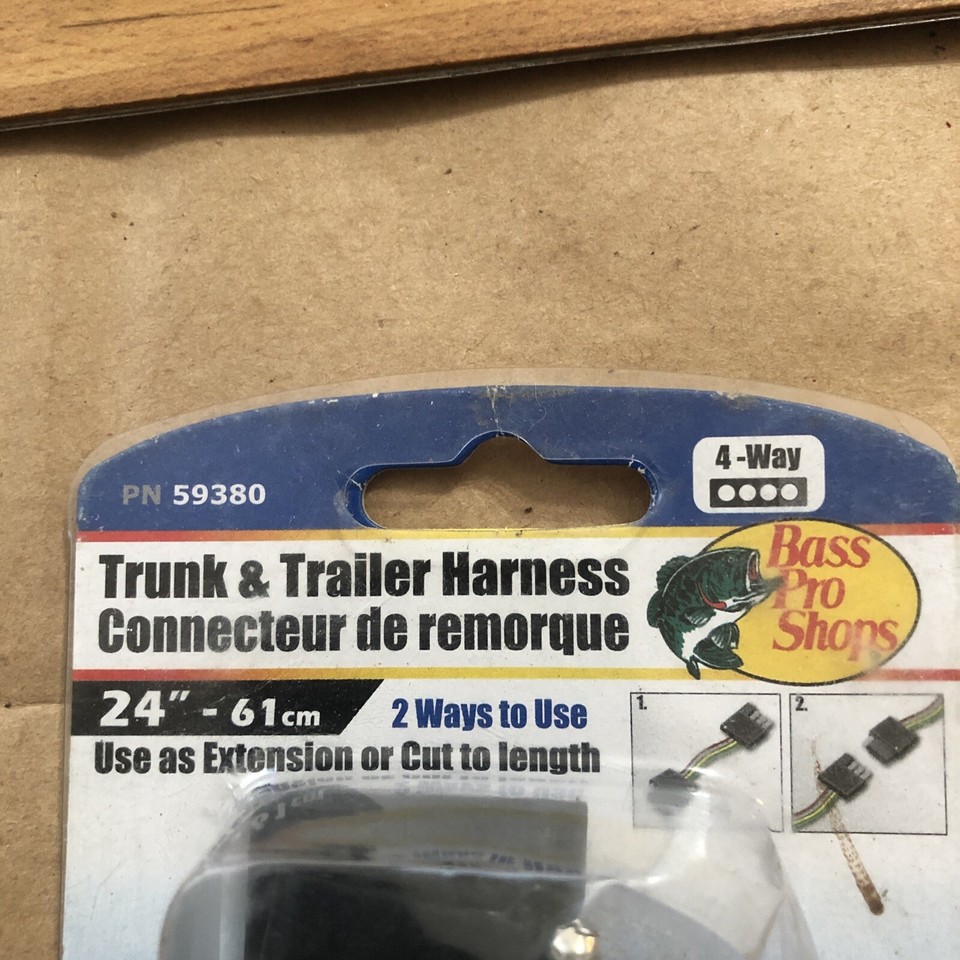 PN 59380
4-Way
Trunk & Trailer Harness
Connecteur de remorque
Bass
Pro
Shops
24" - 61cm
2 Ways to Use
Use as Extension or Cut to length
1.
2.